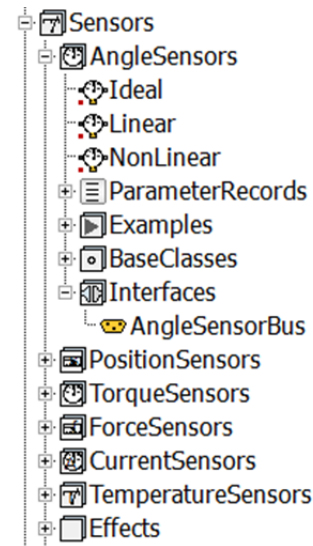 Sensors
AngleSensors
Ideal
Linear
NonLinear
ParameterRecords
Examples
BaseClasses
Interfaces
AngleSensorBus
PositionSensors
TorqueSensors
ForceSensors
CurrentSensors
TemperatureSensors
Effects